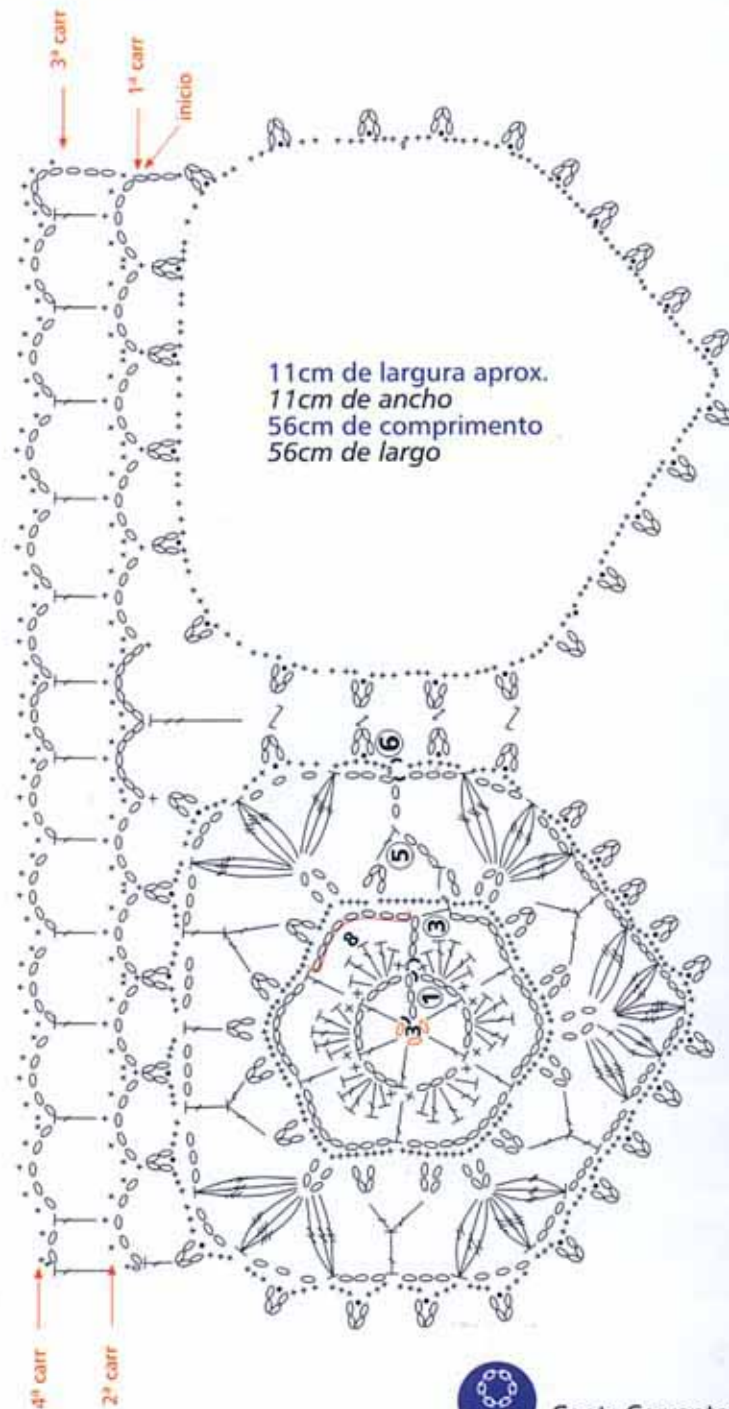 3ª carr
1ª carr
início
11cm de largura aprox.
11cm de ancho
56cm de comprimento
56cm de largo
6
5
8
3
1
3
4ª carr
2ª carr